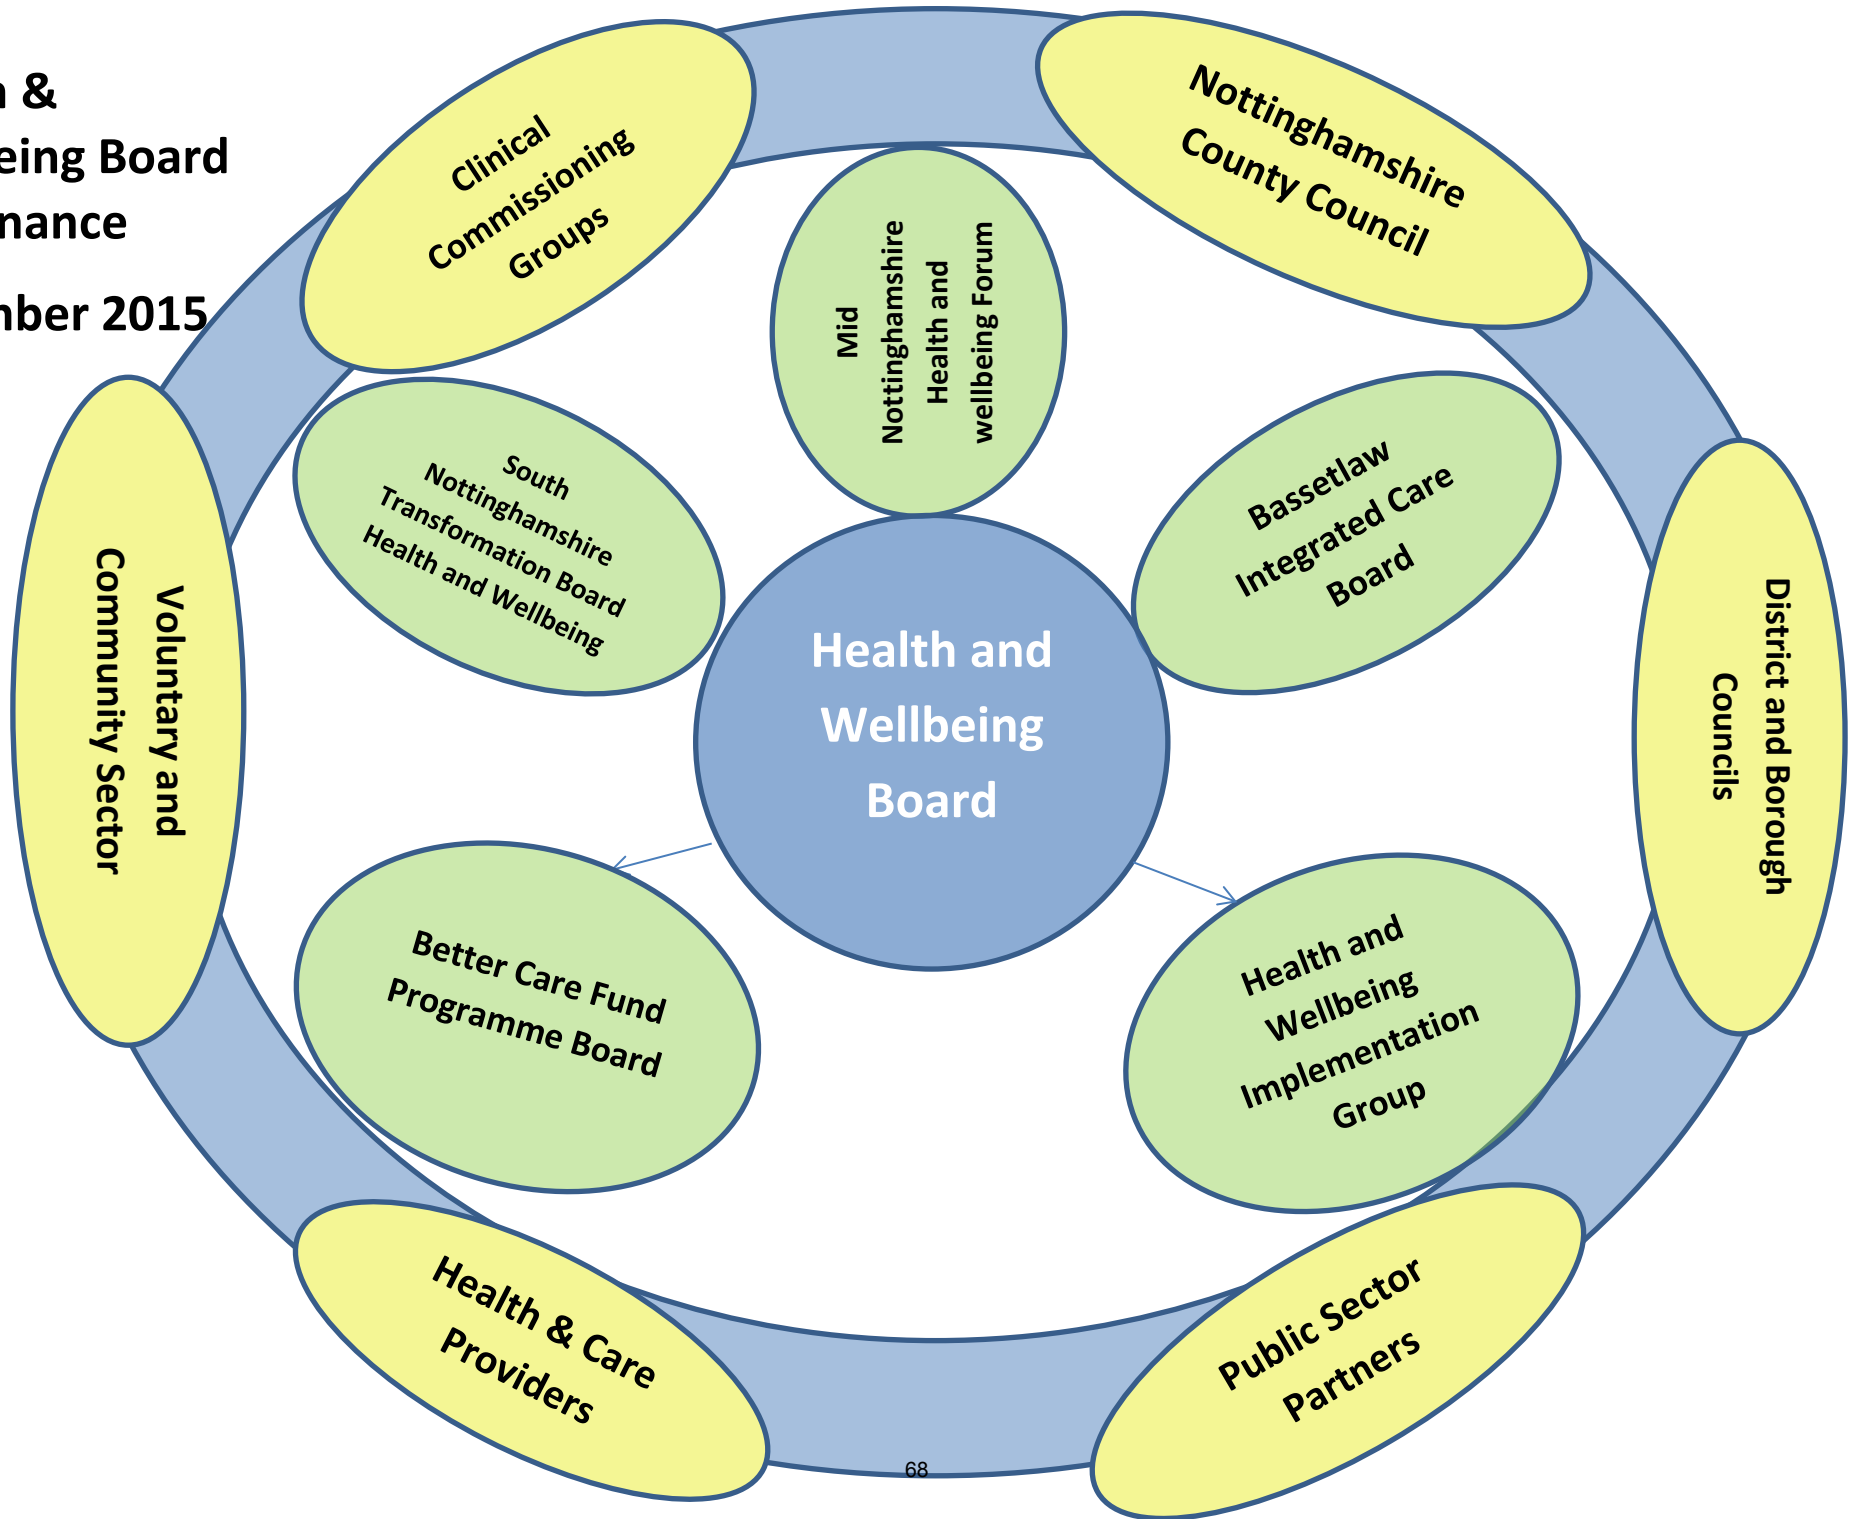 &
eing Board
nance
mber 2015
Clinical
Commissioning
Groups
Nottinghamshire
County Council
Mid
Nottinghamshire
Health and
wellbeing Forum
South
Nottinghamshire
Transformation Board
Health and Wellbeing
Bassetlaw
Integrated Care
Board
Voluntary and
Community Sector
Health and
Wellbeing
Board
District and Borough
Councils
Better Care Fund
Programme Board
Health and
Wellbeing
Implementation
Group
Health & Care
Providers
Public Sector
Partners
68